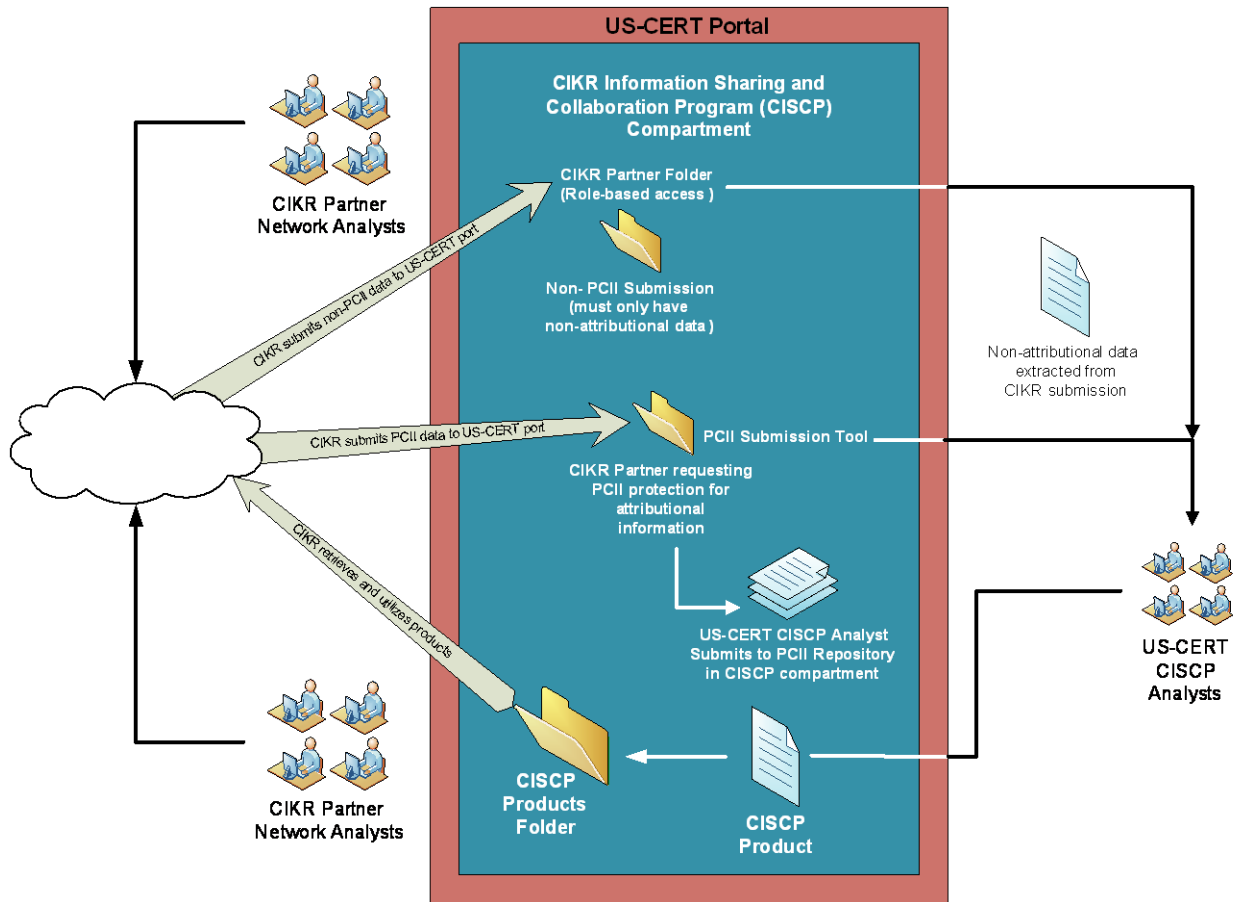 US-CERT Portal
CIKR Information Sharing and
Collaboration Program (CISCP)
Compartment
CIKR Partner
Network Analysts
CIKR Partner Folder
(Role-based access )
CIKR submits non-PCII data to US-CERT port
Non- PCII Submission
(must only have
non-attributional data )
Non-attributional data
extracted from
CIKR submission
CIKR submits PCII data to US-CERT port
PCII Submission Tool
CIKR Partner requesting
PCII protection for
attributional
information
CIKR retrieves and utilizes products
US-CERT CISCP Analyst
Submits to PCII Repository
in CISCP compartment
US-CERT
CISCP
Analysts
CIKR Partner
Network Analysts
CISCP
Products
Folder
CISCP
Product